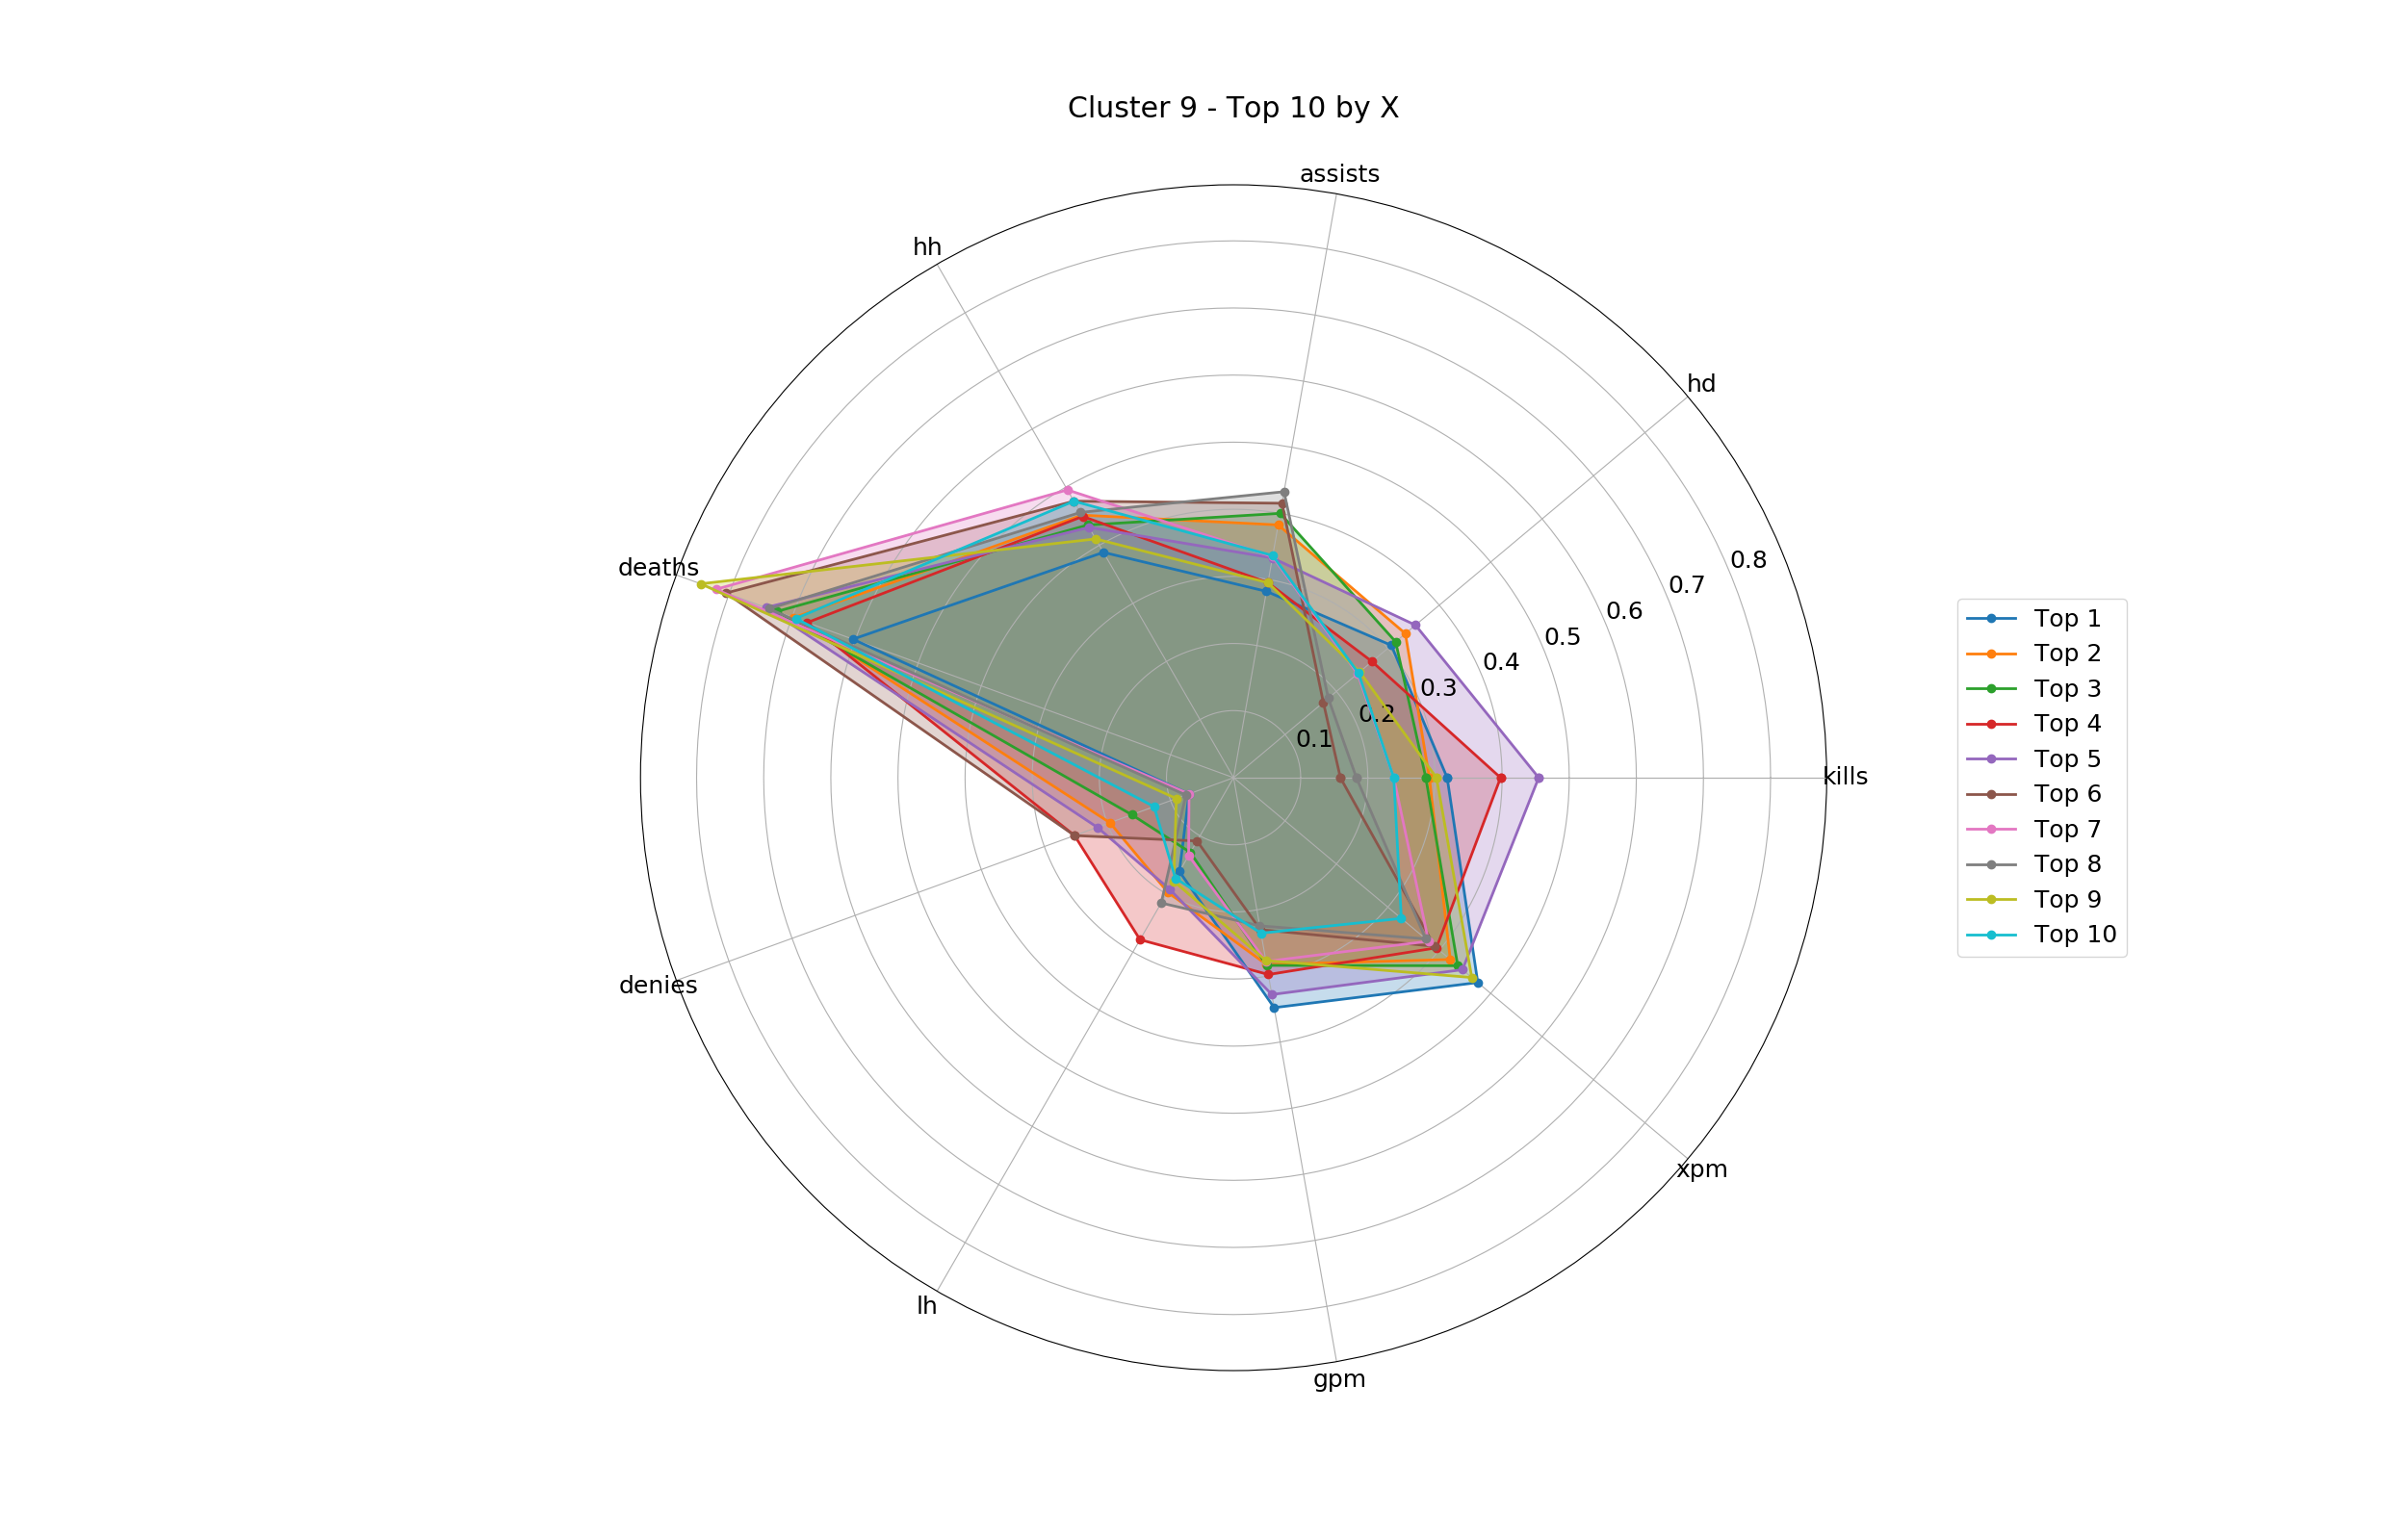 Cluster 9 - Top 10 by X
assists
hh
hd
deaths
0.8
0.7
0.6
0.5
0.4
0.3
0.2
0.1
kills
denies
xpm
lh
gpm
Top 1
Top 2
Top 3
Top 4
Top 5
Top 6
Top 7
Top 8
Top 9
Top 10